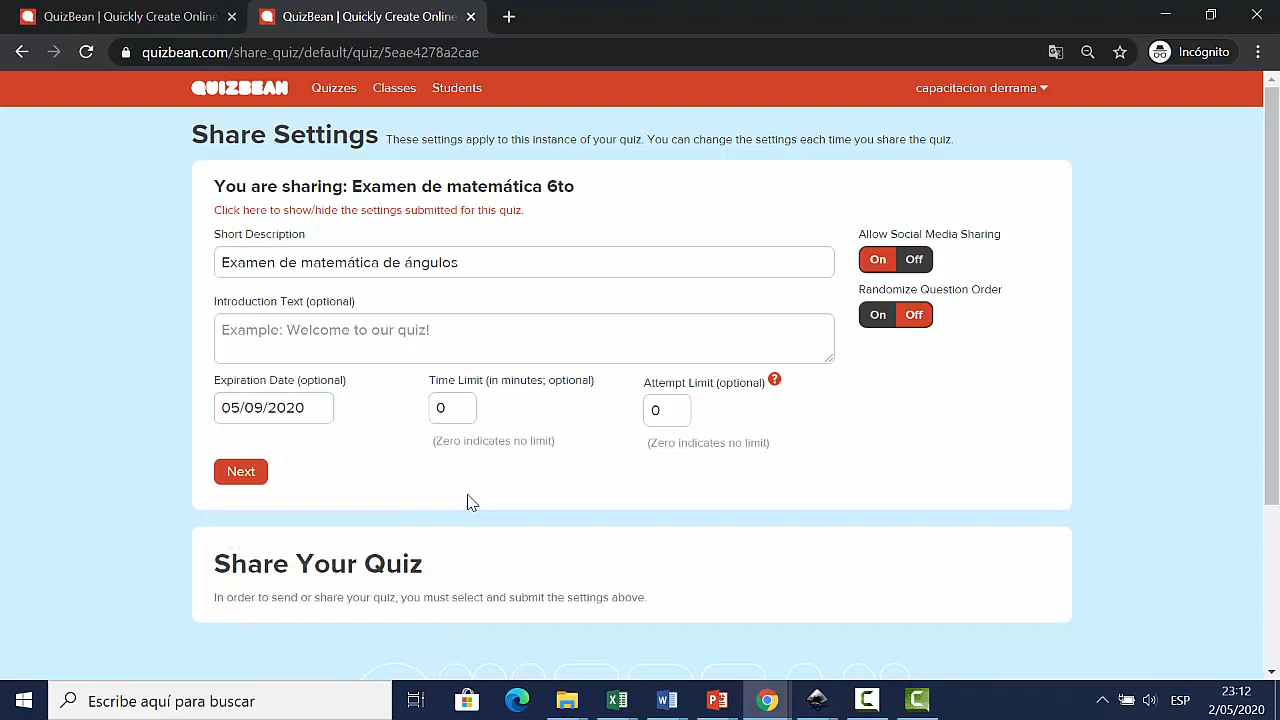 QuizBean | Quickly Create Online
QuizBean | Quickly Create Online
quizbean.com/share_quiz/default/quiz/5eae4278a2cae
Incógnito
QUIZBEAN
Quizzes
Classes
Students
capacitacion derrama
Share Settings
These settings apply to this instance of your quiz. You can change the settings each time you share the quiz.
You are sharing: Examen de matemática 6to
Click here to show/hide the settings submitted for this quiz.
Short Description
Examen de matemática de ángulos
Allow Social Media Sharing
On Off
Randomize Question Order
On Off
Introduction Text (optional)
Example: Welcome to our quiz!
Expiration Date (optional)
05/09/2020
Time Limit (in minutes; optional)
0
(Zero indicates no limit)
Attempt Limit (optional) ?
0
(Zero indicates no limit)
Next
Share Your Quiz
In order to send or share your quiz, you must select and submit the settings above.
Escribe aquí para buscar
ESP
23:12
2/05/2020